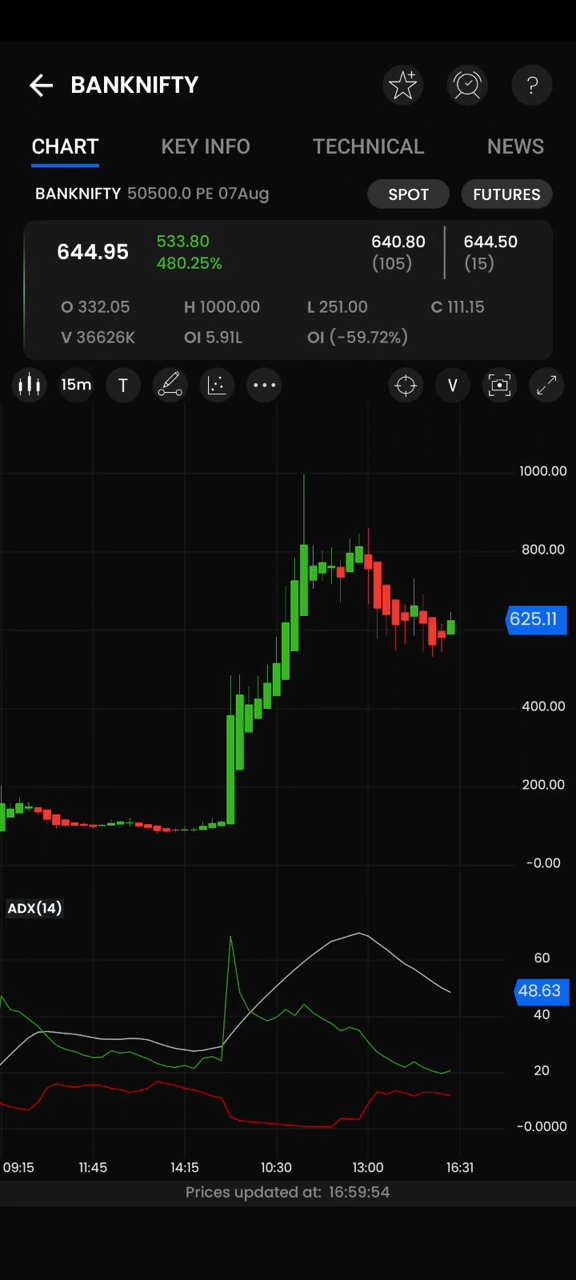 BANKNIFTY
?
CHART KEY INFO TECHNICAL NEWS
BANKNIFTY 50500.0 PE 07Aug SPOT FUTURES
644.95 533.80 480.25% 640.80 (105) 644.50 (15)
O 332.05 H 1000.00 L 251.00 C 111.15
V 36626K OI 5.91L OI (-59.72%)
15m T V
1000.00
800.00
625.11
400.00
200.00
-0.00
ADX(14)
60
48.63
40
20
-0.0000
09:15 11:45 14:15 10:30 13:00 16:31
Prices updated at: 16:59:54